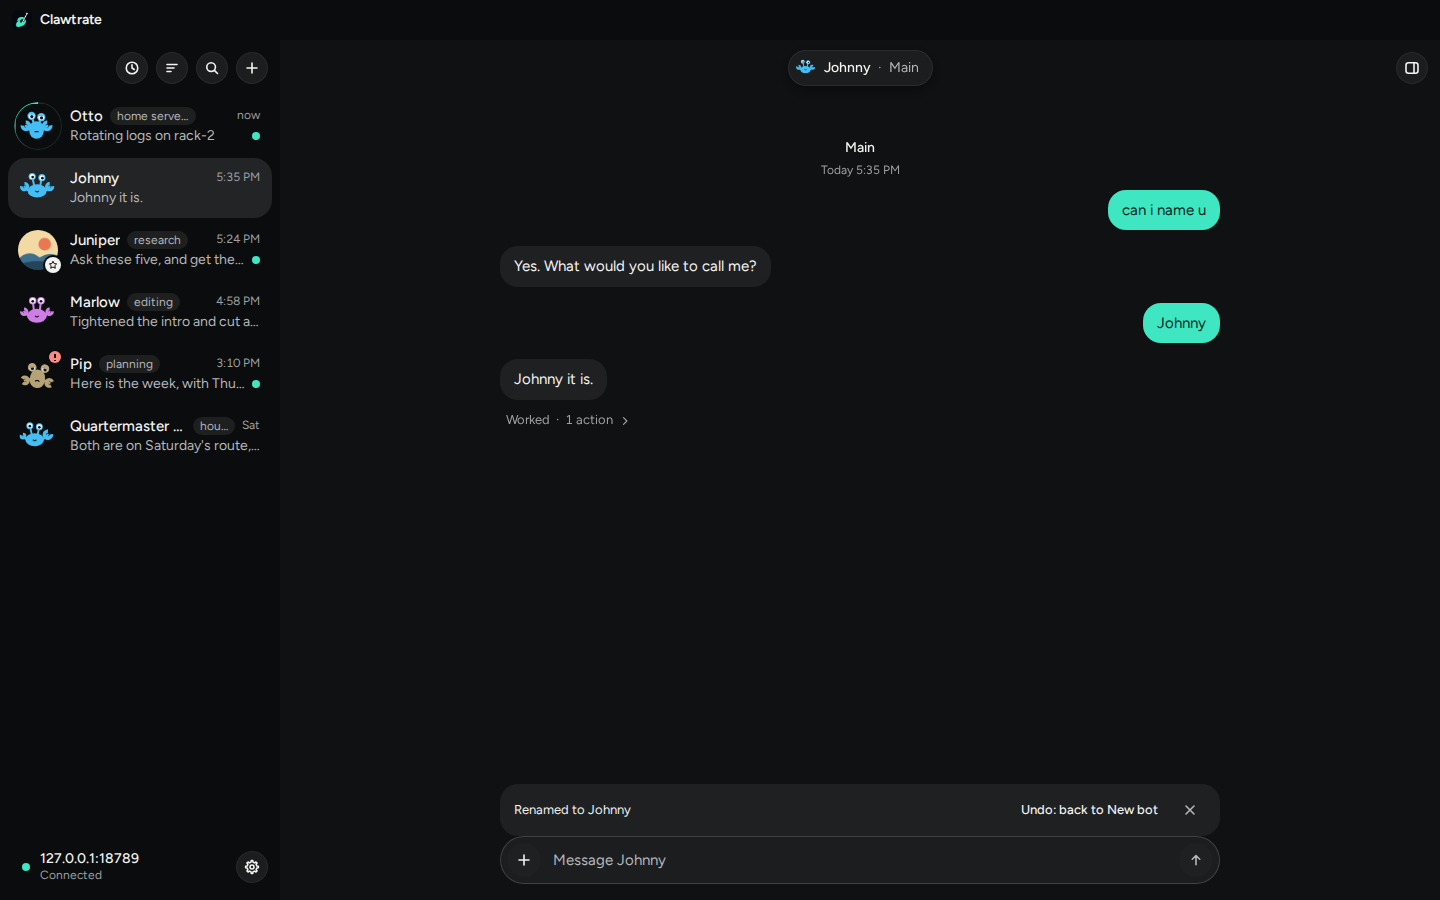 Clawtrate
Otto home serve... now
Rotating logs on rack-2
Johnny 5:35 PM
Johnny it is.
Juniper research 5:24 PM
Ask these five, and get the...
Marlow editing 4:58 PM
Tightened the intro and cut a...
Pip planning 3:10 PM
Here is the week, with Thu...
Quartermaster ... hou... Sat
Both are on Saturday's route,...
127.0.0.1:18789
Connected
Johnny · Main
Main
Today 5:35 PM
can i name u
Yes. What would you like to call me?
Johnny
Johnny it is.
Worked · 1 action
Renamed to Johnny Undo: back to New bot
Message Johnny